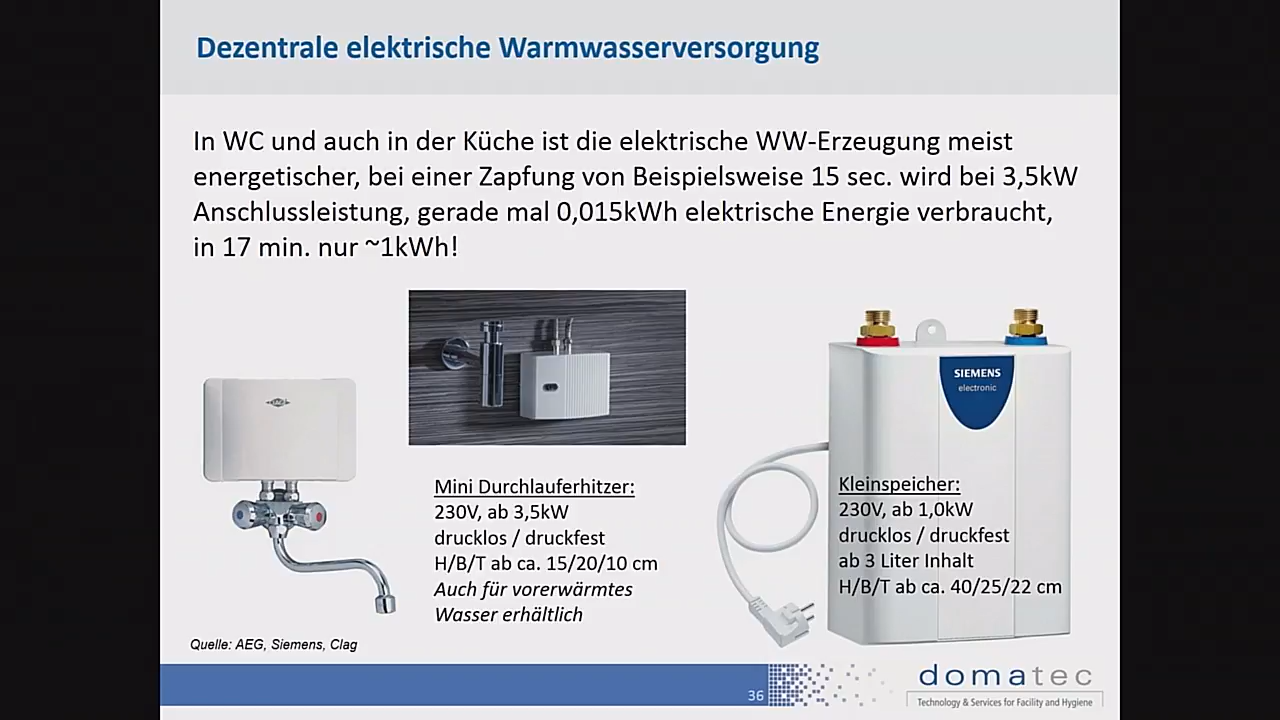 Dezentrale elektrische Warmwasserversorgung
In WC und auch in der Küche ist die elektrische WW-Erzeugung meist
energetischer, bei einer Zapfung von Beispielsweise 15 sec. wird bei 3,5kW
Anschlussleistung, gerade mal 0,015kWh elektrische Energie verbraucht,
in 17 min. nur ~1kWh!
SIEMENS
electronic
Mini Durchlauferhitzer:
230V, ab 3,5kW
drucklos / druckfest
H/B/T ab ca. 15/20/10 cm
Auch für vorerwärmtes
Wasser erhältlich
Kleinspeicher:
230V, ab 1,0kW
drucklos / druckfest
ab 3 Liter Inhalt
H/B/T ab ca. 40/25/22 cm
Quelle: AEG, Siemens, Clag
36
domatec
Technology & Services for Facility and Hygiene